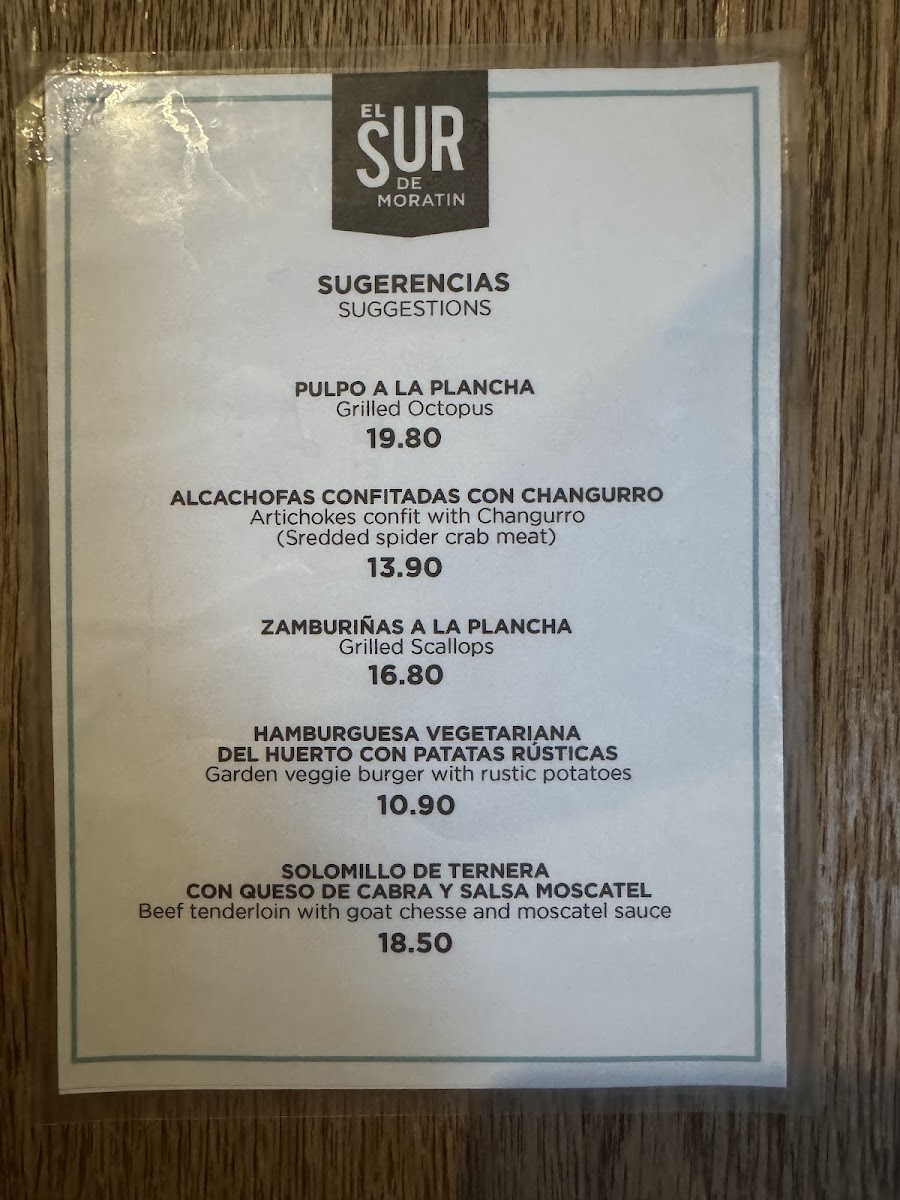 EL
SUR
DE
MORATIN
SUGERENCIAS
SUGGESTIONS
PULPO A LA PLANCHA
Grilled Octopus
19.80
ALCACHOFAS CONFITADAS CON CHANGURRO
Artichokes confit with Changurro
(Sredded spider crab meat)
13.90
ZAMBURIÑAS A LA PLANCHA
Grilled Scallops
16.80
HAMBURGUESA VEGETARIANA
DEL HUERTO CON PATATAS RÚSTICAS
Garden veggie burger with rustic potatoes
10.90
SOLOMILLO DE TERNERA
CON QUESO DE CABRA Y SALSA MOSCATEL
Beef tenderloin with goat chesse and moscatel sauce
18.50